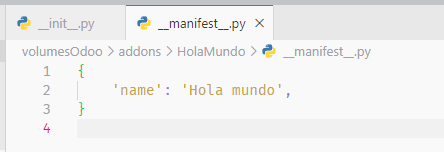 __init__.py
__manifest__.py
volumesOdoo > addons > HolaMundo > __manifest__.py
1 {
2 'name': 'Hola mundo',
3 }
4